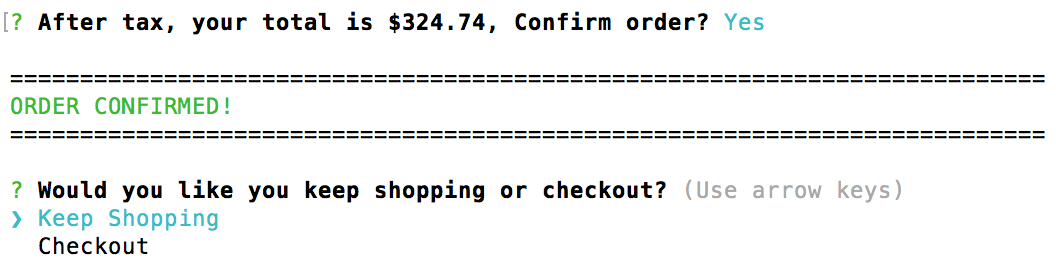 [? After tax, your total is $324.74, Confirm order? Yes
==========================================================================
ORDER CONFIRMED!
==========================================================================
? Would you like you keep shopping or checkout? (Use arrow keys)
❯ Keep Shopping
Checkout